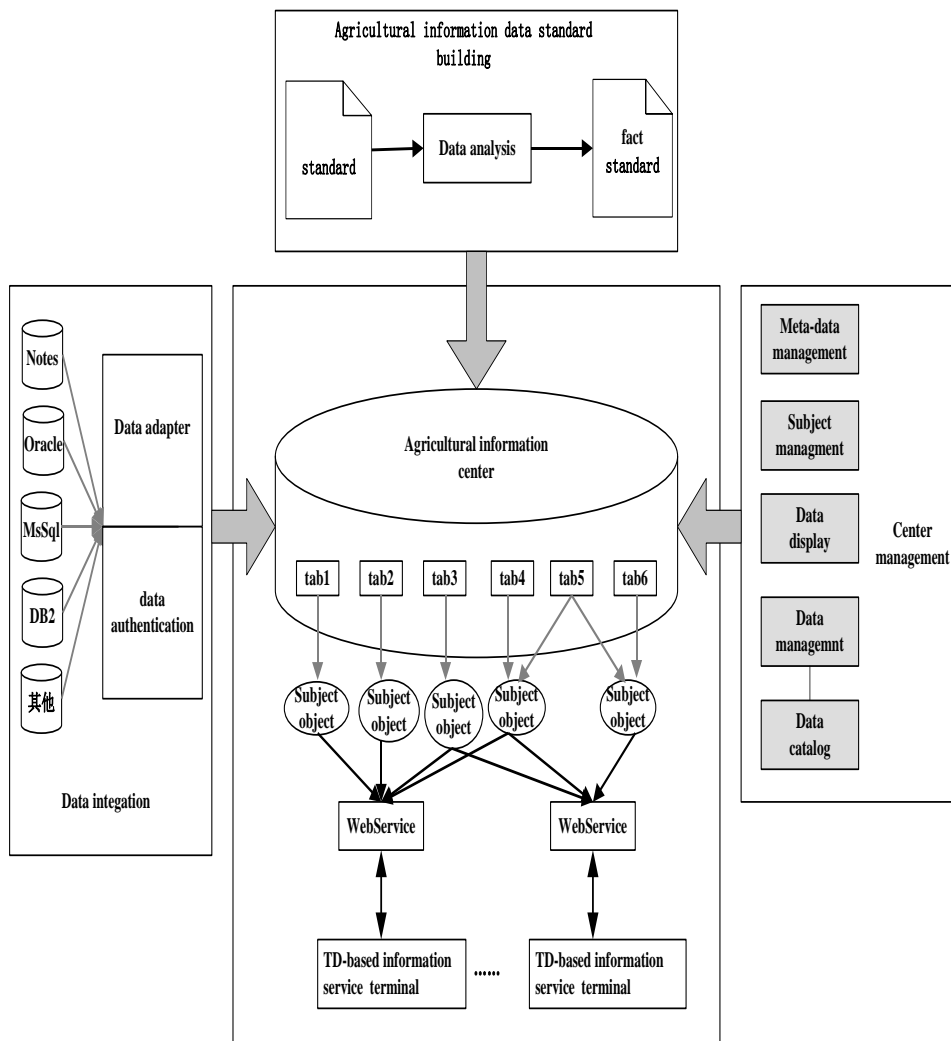 Agricultural information data standard
building
standard
Data analysis
fact
standard
Notes
Oracle
MsSql
DB2
其他
Data adapter
data
authentication
Data integation
Agricultural information
center
tab1
tab2
tab3
tab4
tab5
tab6
Subject
object
Subject
object
Subject
object
Subject
object
Subject
object
WebService
WebService
TD-based information
service terminal
......
TD-based information
service terminal
Meta-data
management
Subject
managment
Data
display
Data
managemnt
Data
catalog
Center
management